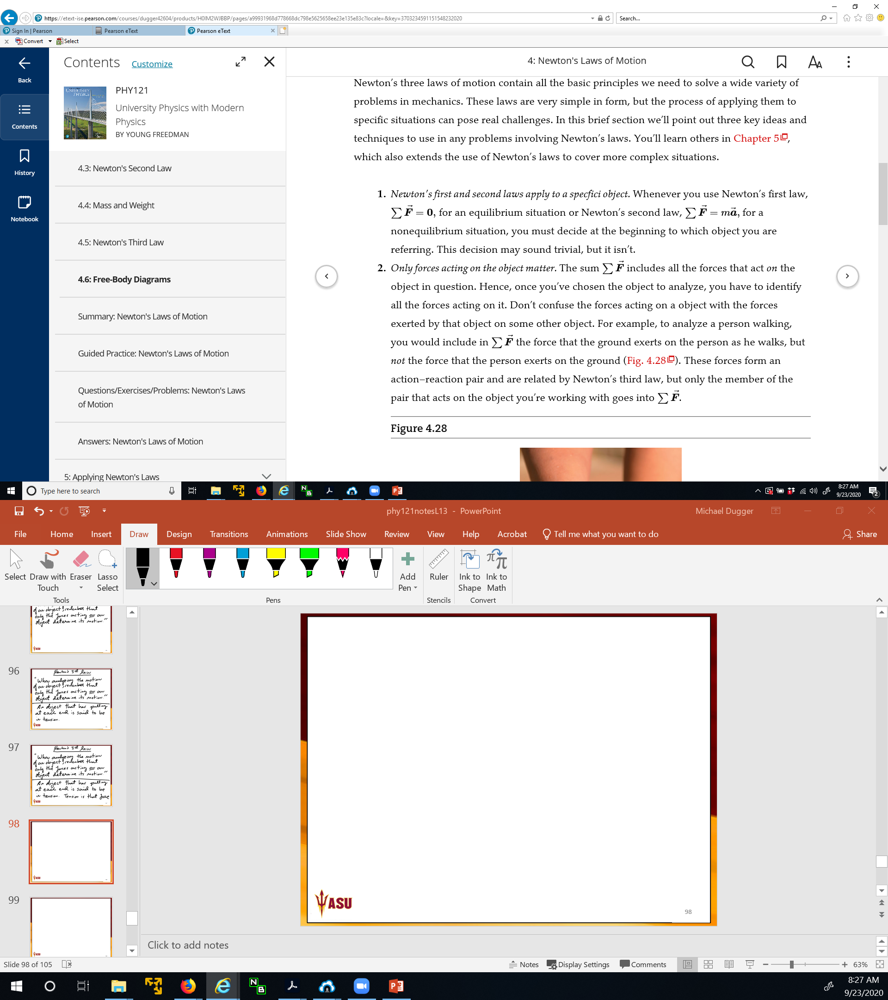 https://etext-ise.pearson.com/courses/dugger42604/products/H0IM2WJBBP/pages/a99931968d778668dc798e5625658ee23e135e83c?locale=&key=3703234591151548232020
Search...
Sign In | Pearson
Pearson eText
Pearson eText
Convert
Select
Back
Contents
History
Notebook
Contents
Customize
UNIVERSITY PHYSICS
PHY121
University Physics with Modern
Physics
BY YOUNG FREEDMAN
4.3: Newton's Second Law
4.4: Mass and Weight
4.5: Newton's Third Law
4.6: Free-Body Diagrams
Summary: Newton's Laws of Motion
Guided Practice: Newton's Laws of Motion
Questions/Exercises/Problems: Newton's Laws
of Motion
Answers: Newton's Laws of Motion
5: Applying Newton's Laws
4: Newton's Laws of Motion
Newton’s three laws of motion contain all the basic principles we need to solve a wide variety of
problems in mechanics. These laws are very simple in form, but the process of applying them to
specific situations can pose real challenges. In this brief section we’ll point out three key ideas and
techniques to use in any problems involving Newton’s laws. You’ll learn others in Chapter 5,
which also extends the use of Newton’s laws to cover more complex situations.
1. Newton’s first and second laws apply to a specfici object. Whenever you use Newton’s first law,
∑ F⃗ = 0, for an equilibrium situation or Newton’s second law, ∑ F⃗ = ma⃗, for a
nonequilibrium situation, you must decide at the beginning to which object you are
referring. This decision may sound trivial, but it isn’t.
2. Only forces acting on the object matter. The sum ∑ F⃗ includes all the forces that act on the
object in question. Hence, once you’ve chosen the object to analyze, you have to identify
all the forces acting on it. Don’t confuse the forces acting on a object with the forces
exerted by that object on some other object. For example, to analyze a person walking,
you would include in ∑ F⃗ the force that the ground exerts on the person as he walks, but
not the force that the person exerts on the ground (Fig. 4.28). These forces form an
action–reaction pair and are related by Newton’s third law, but only the member of the
pair that acts on the object you’re working with goes into ∑ F⃗.
Figure 4.28
Type here to search
8:27 AM
9/23/2020
2
phy121notesL13 - PowerPoint
Michael Dugger
File
Home
Insert
Draw
Design
Transitions
Animations
Slide Show
Review
View
Help
Acrobat
Tell me what you want to do
Share
Select
Draw with
Touch
Eraser
Lasso
Select
Add
Pen
Ruler
Ink to
Shape
Ink to
Math
Tools
Pens
Stencils
Convert
of an object, remember that
only the forces acting on an
object determine its motion."
ASU
96
Newton's 3rd law
"When analyzing the motion
of an object, remember that
only the forces acting on an
object determine its motion."
An object that has pulling
at each end is said to be
in tension.
ASU
97
Newton's 3rd law
"When analyzing the motion
of an object, remember that
only the forces acting on an
object determine its motion."
An object that has pulling
at each end is said to be
in tension. Tension is that force
ASU
98
ASU
99
ASU
ASU
98
Click to add notes
Slide 98 of 105
Notes
Display Settings
Comments
63%
8:27 AM
9/23/2020